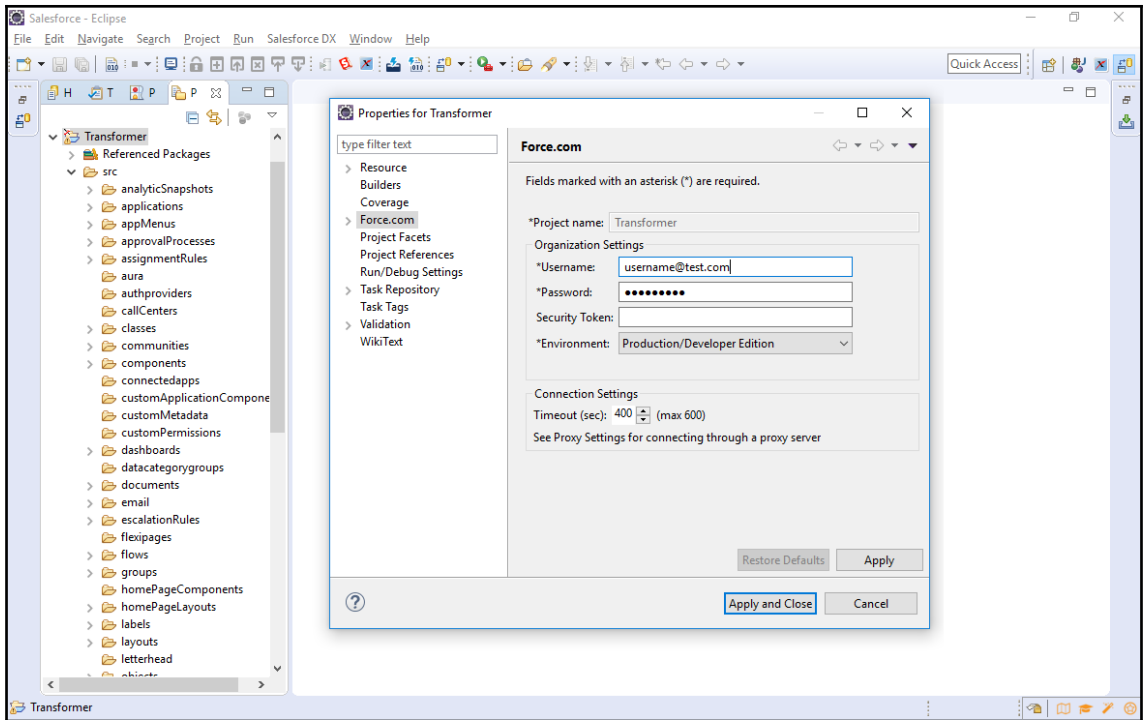 Salesforce - Eclipse
File Edit Navigate Search Project Run Salesforce DX Window Help
Quick Access
H T P P
Transformer
Referenced Packages
src
analyticSnapshots
applications
appMenus
approvalProcesses
assignmentRules
aura
authproviders
callCenters
classes
communities
components
connectedapps
customApplicationCompone
customMetadata
customPermissions
dashboards
datacategorygroups
documents
email
escalationRules
flexipages
flows
groups
homePageComponents
homePageLayouts
labels
layouts
letterhead
objects
Properties for Transformer
type filter text
Resource
Builders
Coverage
Force.com
Project Facets
Project References
Run/Debug Settings
Task Repository
Task Tags
Validation
WikiText
Force.com
Fields marked with an asterisk (*) are required.
*Project name: Transformer
Organization Settings
*Username: username@test.com
*Password: ●●●●●●●●●
Security Token:
*Environment: Production/Developer Edition
Connection Settings
Timeout (sec): 400 (max 600)
See Proxy Settings for connecting through a proxy server
Restore Defaults Apply
? Apply and Close Cancel
Transformer